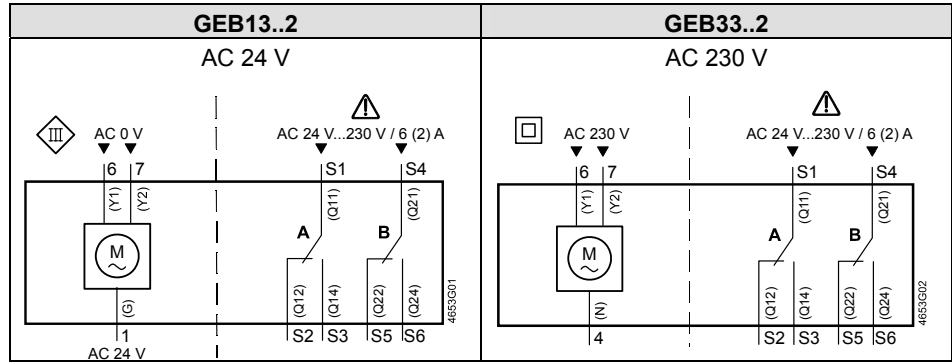 GEB13..2
GEB33..2
AC 24 V
AC 230 V
III
AC 0 V
AC 24 V...230 V / 6 (2) A
6 7 S1 S4
(Y1) (Y2) (Q11) (Q21)
A B
M
(Q12) (Q14) (Q22) (Q24)
(G)
4653G01
1 S2 S3 S5 S6
AC 24 V
AC 230 V
AC 24 V...230 V / 6 (2) A
6 7 S1 S4
(Y1) (Y2) (Q11) (Q21)
A B
M
(Q12) (Q14) (Q22) (Q24)
(N)
4653G02
4 S2 S3 S5 S6